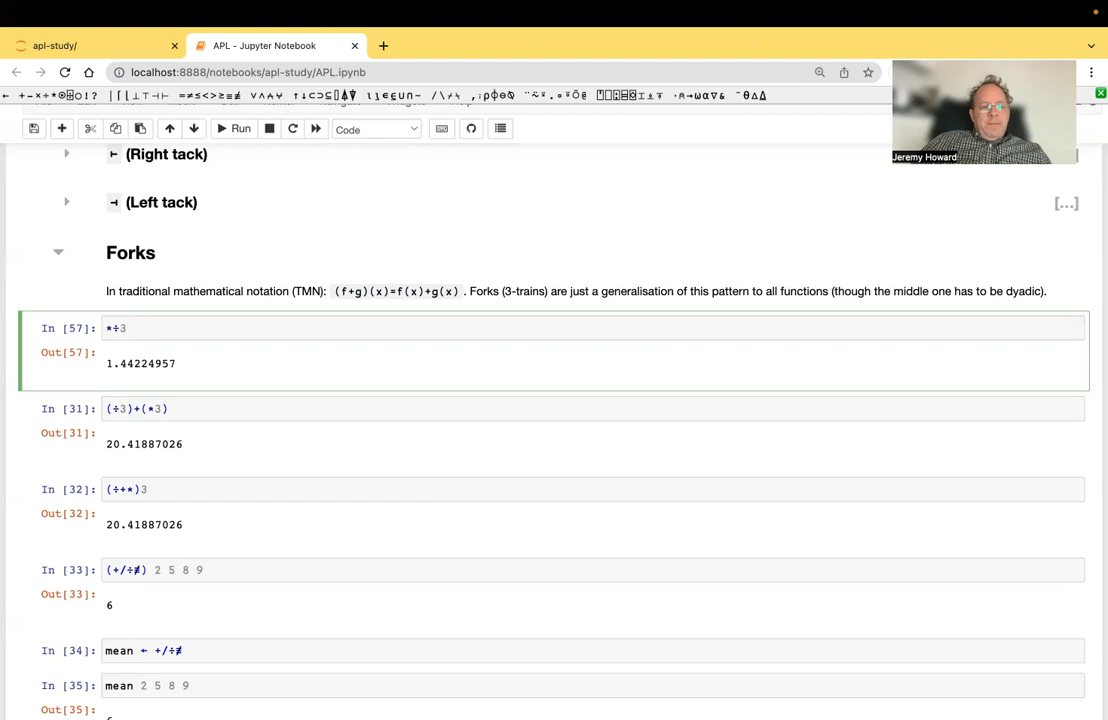 apl-study/
APL - Jupyter Notebook
localhost:8888/notebooks/apl-study/APL.ipynb
Run
Code
Jeremy Howard
⊢ (Right tack)
⊣ (Left tack)
[...]
Forks
In traditional mathematical notation (TMN): (f+g)(x)=f(x)+g(x) . Forks (3-trains) are just a generalisation of this pattern to all functions (though the middle one has to be dyadic).
In [57]: *÷3
Out[57]:
1.44224957
In [31]: (÷3)+(*3)
Out[31]:
20.41887026
In [32]: (÷+*)3
Out[32]:
20.41887026
In [33]: (+/÷≢) 2 5 8 9
Out[33]:
6
In [34]: mean ← +/÷≢
In [35]: mean 2 5 8 9
Out[35]: